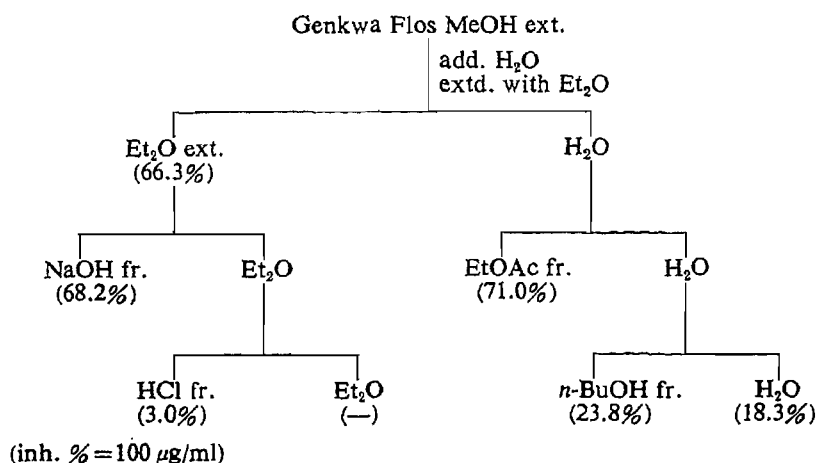 Genkwa Flos MeOH ext.
add. H₂O
extd. with Et₂O
Et₂O ext.
(66.3%)
H₂O
NaOH fr.
(68.2%)
Et₂O
EtOAc fr.
(71.0%)
H₂O
HCl fr.
(3.0%)
Et₂O
(—)
n-BuOH fr.
(23.8%)
H₂O
(18.3%)
(inh. %=100 μg/ml)